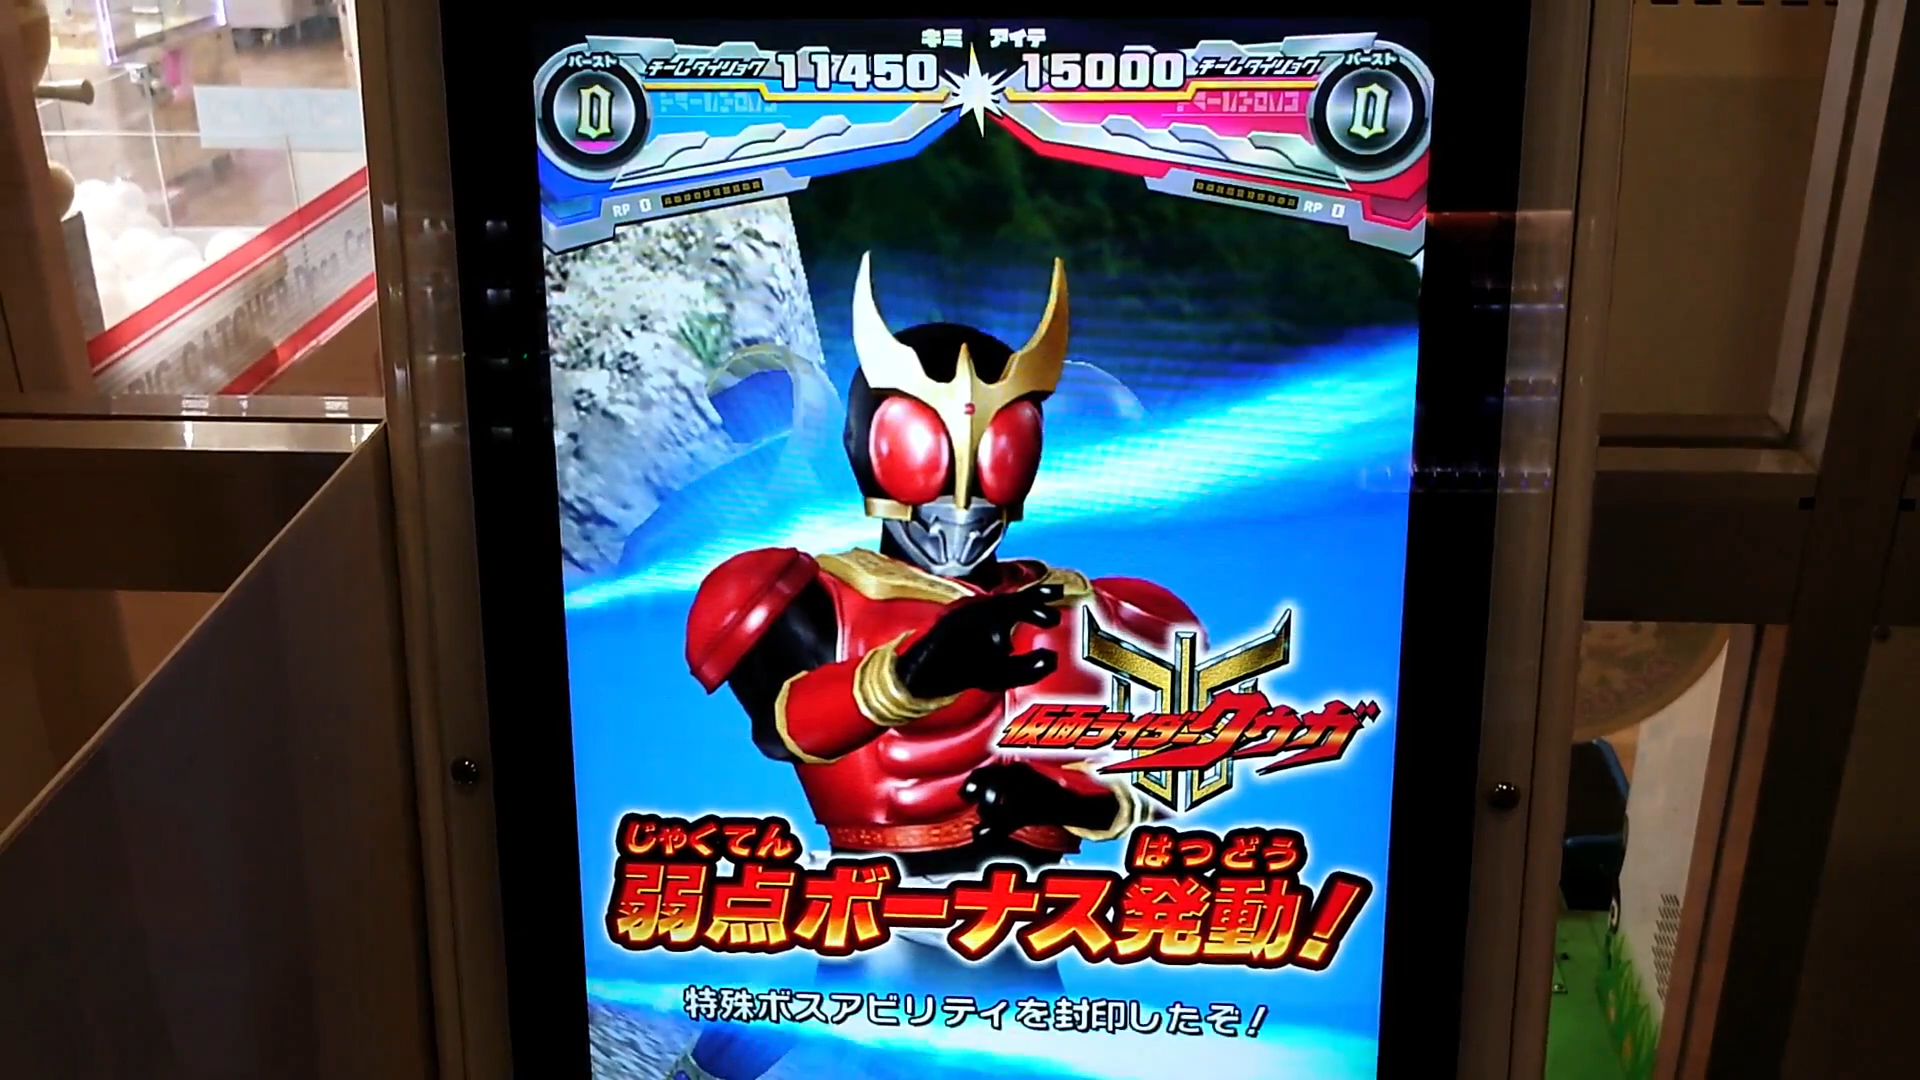 キミ アイテ
バースト チームタイリョク 11450 15000 チームタイリョク バースト
0 0
RP 0 RP 0
BIG CATCHER
仮面ライダークウガ
じゃくてん はつどう
弱点ボーナス発動!
特殊ボスアビリティを封印したぞ!